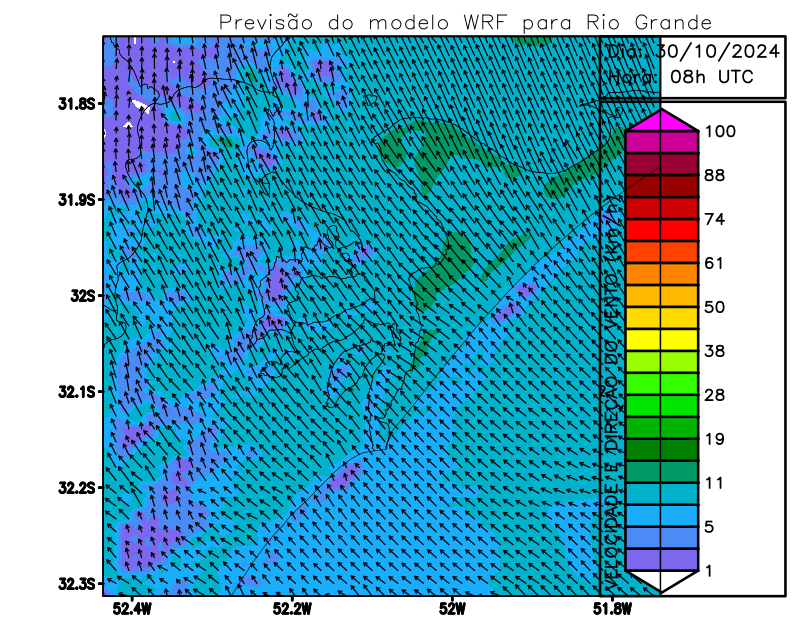 Previsão do modelo WRF para Rio Grande
Dia: 30/10/2024
Hora: 08h UTC
31.8S
31.9S
32S
32.1S
32.2S
32.3S
52.4W
52.2W
52W
51.8W
VELOCIDADE E DIREÇÃO DO VENTO (km/h)
100
88
74
61
50
38
28
19
11
5
1